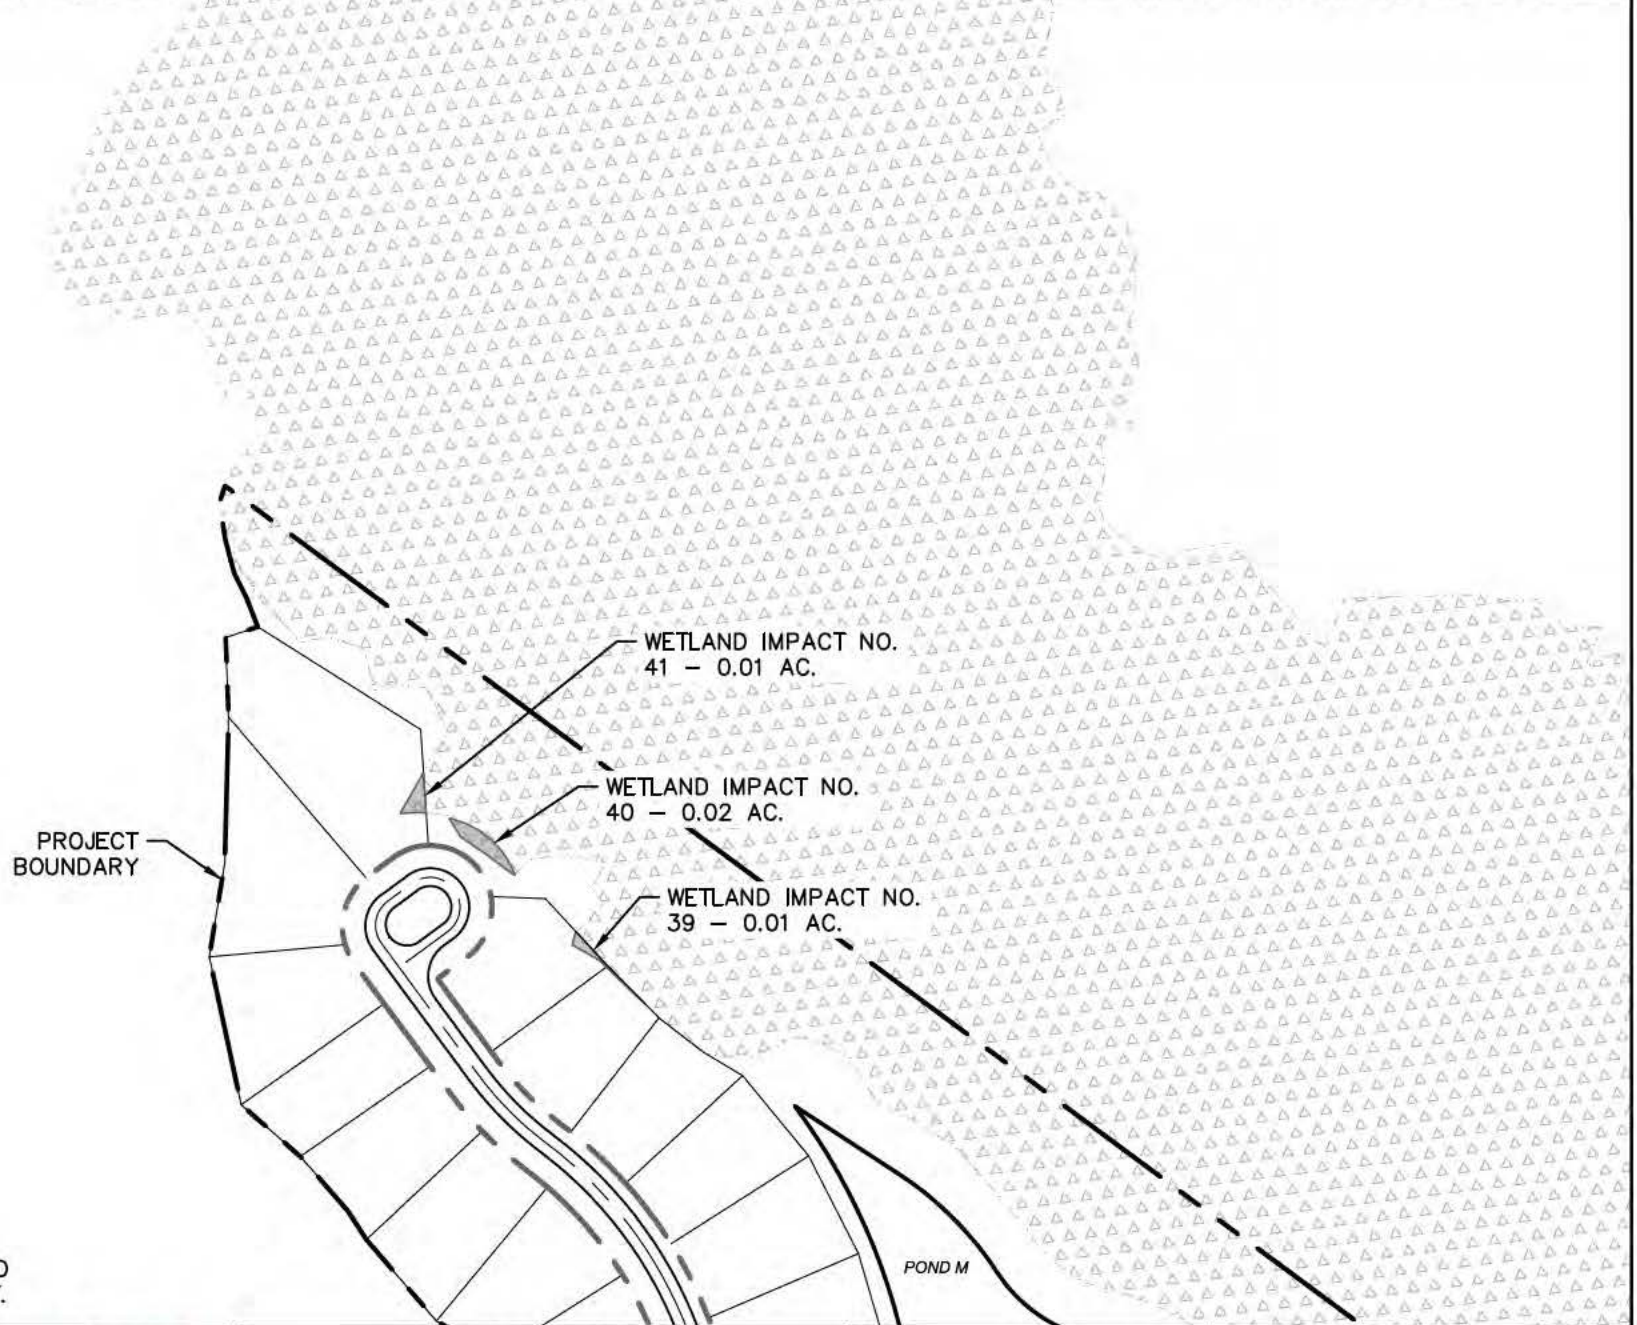 WETLAND IMPACT NO.
41 – 0.01 AC.
WETLAND IMPACT NO.
40 – 0.02 AC.
PROJECT
BOUNDARY
WETLAND IMPACT NO.
39 – 0.01 AC.
POND M